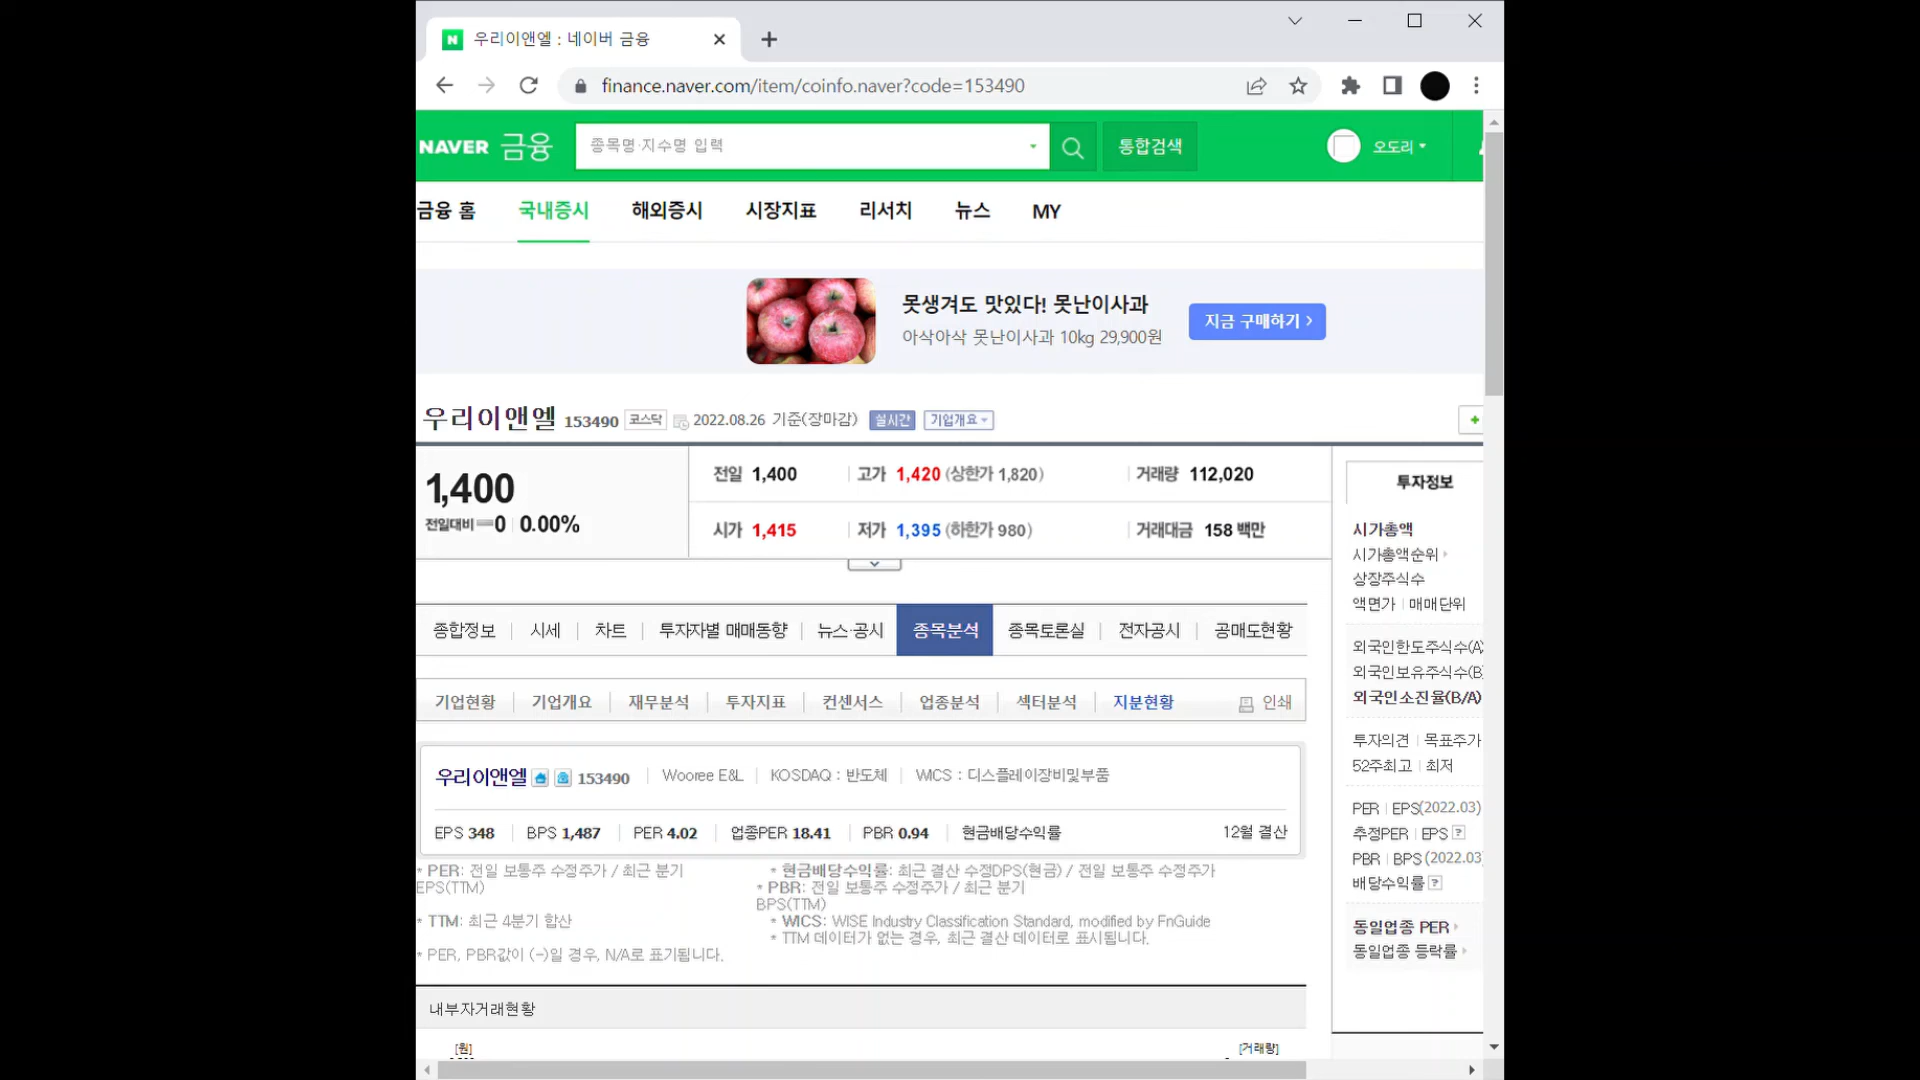 우리이앤엘 : 네이버 금융
finance.naver.com/item/coinfo.naver?code=153490
NAVER 금융 종목명·지수명 입력 통합검색 오도리
금융 홈 국내증시 해외증시 시장지표 리서치 뉴스 MY
못생겨도 맛있다! 못난이사과
아삭아삭 못난이사과 10kg 29,900원
지금 구매하기 >
우리이앤엘 153490 코스닥 2022.08.26 기준(장마감) 실시간 기업개요
1,400
전일대비 0 0.00%
전일 1,400 고가 1,420 (상한가 1,820) 거래량 112,020
시가 1,415 저가 1,395 (하한가 980) 거래대금 158 백만
종합정보 시세 차트 투자자별 매매동향 뉴스·공시 종목분석 종목토론실 전자공시 공매도현황
기업현황 기업개요 재무분석 투자지표 컨센서스 업종분석 섹터분석 지분현황 인쇄
우리이앤엘 153490 Wooree E&L KOSDAQ : 반도체 WICS : 디스플레이장비및부품
EPS 348 BPS 1,487 PER 4.02 업종PER 18.41 PBR 0.94 현금배당수익률 12월 결산
* PER: 전일 보통주 수정주가 / 최근 분기
EPS(TTM)
* TTM: 최근 4분기 합산
* PER, PBR값이 (-)일 경우, N/A로 표기됩니다.
* 현금배당수익률: 최근 결산 수정DPS(현금) / 전일 보통주 수정주가
* PBR: 전일 보통주 수정주가 / 최근 분기
BPS(TTM)
* WICS: WISE Industry Classification Standard, modified by FnGuide
* TTM 데이터가 없는 경우, 최근 결산 데이터로 표시됩니다.
내부자거래현황
[원] [거래량]
투자정보
시가총액
시가총액순위
상장주식수
액면가 매매단위
외국인한도주식수(A
외국인보유주식수(B
외국인소진율(B/A)
투자의견 목표주가
52주최고 최저
PER EPS(2022.03)
추정PER EPS ?
PBR BPS (2022.03)
배당수익률 ?
동일업종 PER
동일업종 등락률